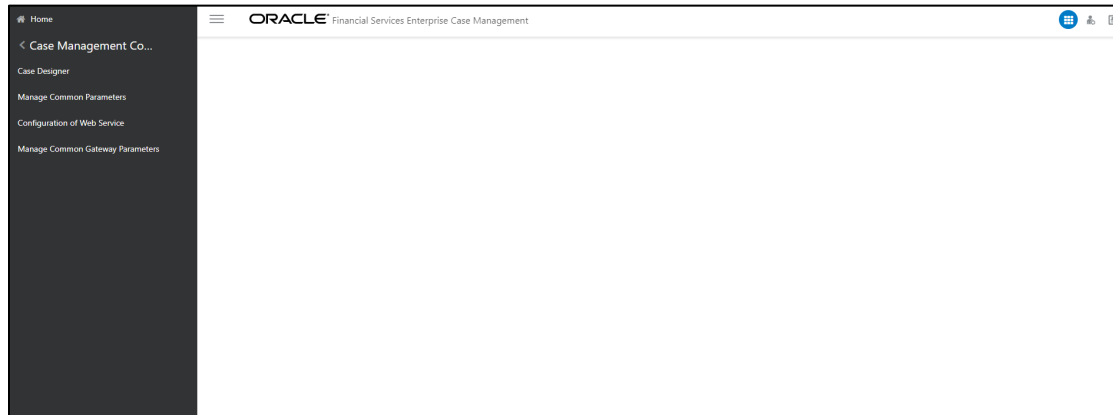 Home
ORACLE® Financial Services Enterprise Case Management
< Case Management Co...
Case Designer
Manage Common Parameters
Configuration of Web Service
Manage Common Gateway Parameters